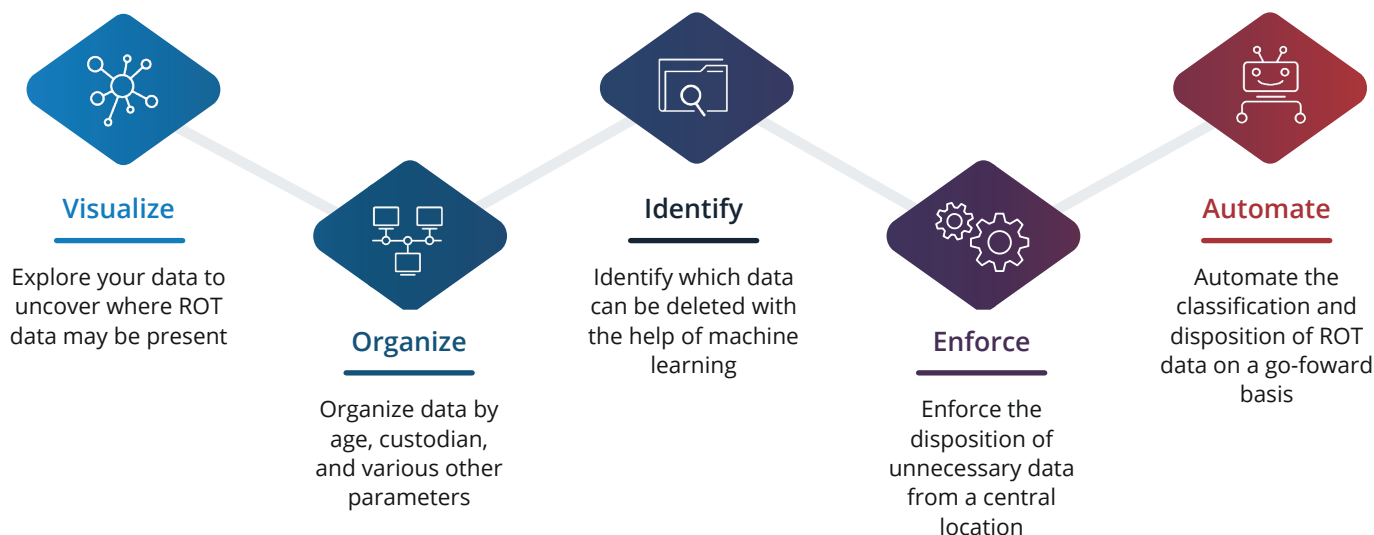 Visualize
Explore your data to
uncover where ROT
data may be present
Organize
Organize data by
age, custodian,
and various other
parameters
Identify
Identify which data
can be deleted with
the help of machine
learning
Enforce
Enforce the
disposition of
unnecessary data
from a central
location
Automate
Automate the
classification and
disposition of ROT
data on a go-foward
basis